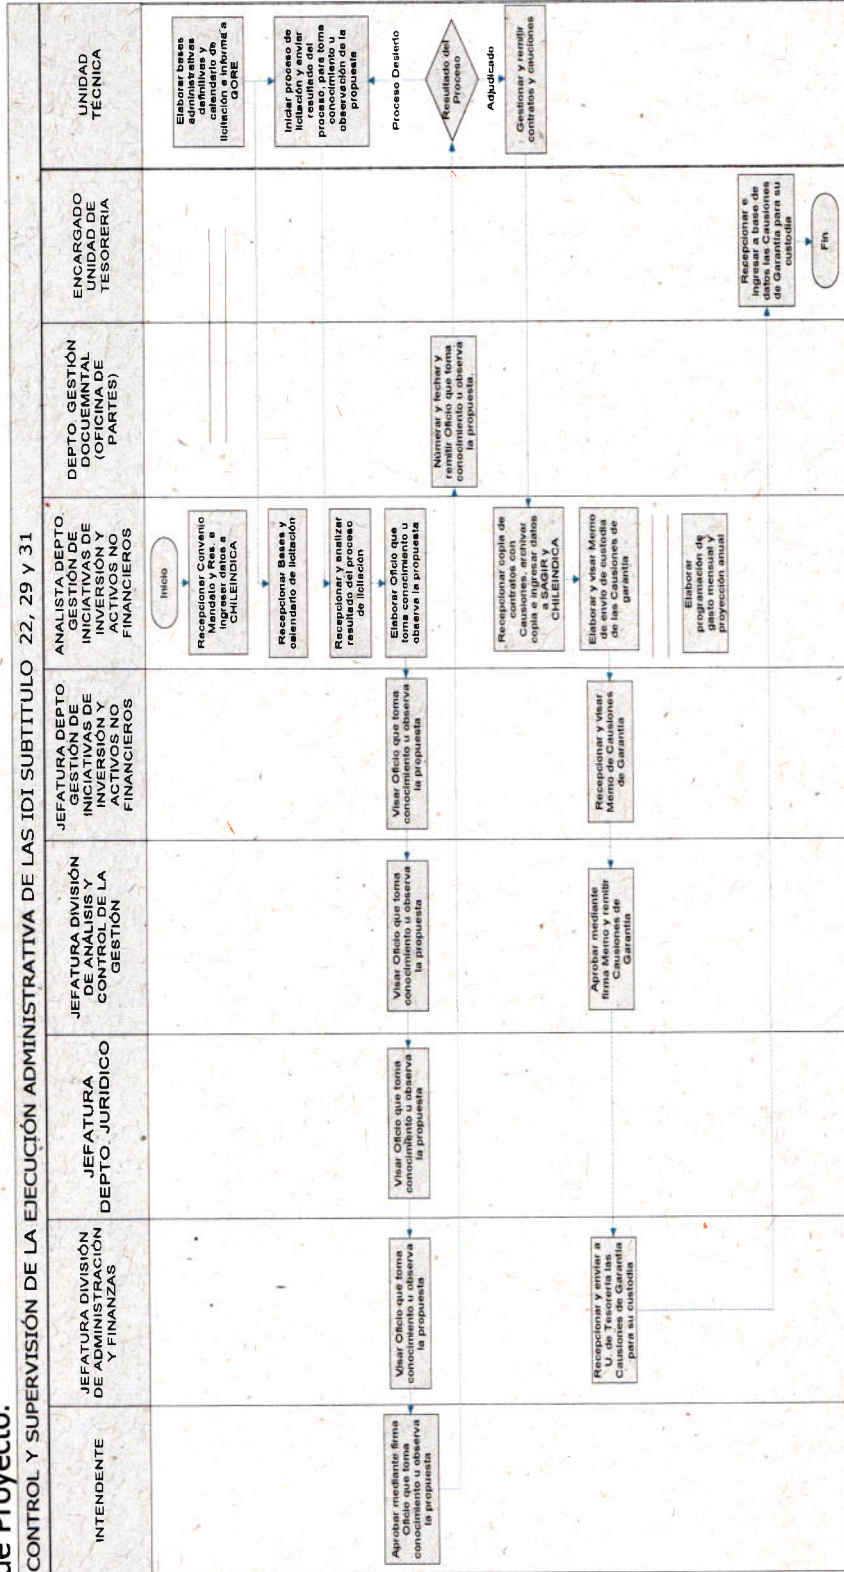 de Proyecto.
CONTROL Y SUPERVISIÓN DE LA EJECUCIÓN ADMINISTRATIVA DE LAS IDI SUBTITULO 22, 29 y 31
INTENDENTE
JEFATURA DIVISIÓN
DE ADMINISTRACIÓN
Y FINANZAS
JEFATURA
DEPTO. JURIDICO
JEFATURA DIVISIÓN
DE ANÁLISIS Y
CONTROL DE LA
GESTIÓN
JEFATURA DEPTO
GESTIÓN DE
INICIATIVAS DE
INVERSIÓN Y
ACTIVOS NO
FINANCIEROS
ANALISTA DEPTO.
GESTIÓN DE
INICIATIVAS DE
INVERSIÓN Y
ACTIVOS NO
FINANCIEROS
DEPTO. GESTIÓN
DOCUEMNTAL
(OFICINA DE
PARTES)
ENCARGADO
UNIDAD DE
TESORERIA
UNIDAD
TÉCNICA
Inicio
Recepcionar Convenio
Mandato y Res. e
ingresar datos a
CHILEINDICA
Elaborar bases
administrativas
definitivas y
calendario de
licitación e informa a
GORE
Recepcionar Bases y
calendario de licitación
Iniciar proceso de
licitación y enviar
resultado del
proceso, para toma
conocimiento u
observación de la
propuesta
Recepcionar y analizar
resultado del proceso
de licitacion
Proceso Desierto
Aprobar mediante firma
Oficio que toma
conocimiento u observa
la propuesta
Visar Oficio que toma
conocimiento u observa
la propuesta
Visar Oficio que toma
conocimiento u observa
la propuesta
Visar Oficio que toma
conocimiento u observa
la propuesta
Visar Oficio que toma
conocimiento u observa
la propuesta
Elaborar Oficio que
toma conocimiento u
observa la propuesta
Númerar y fechar y
remitir Oficio que toma
conocimiento u observa
la propuesta.
Resultado del
Proceso
Adjudicado
Recepcionar copia de
contratos con
Causiones, archivar
copia e ingresar datos
a SAGIR y
CHILEINDICA
Gestionar y remitir
contratos y cauciones
Recepcionar y enviar a
U. de Tesorería las
Causiones de Garantía
para su custodia
Aprobar mediante
firma Memo y remitir
Causiones de
Garantía
Recepcionar y visar
Memo de Causiones
de Garantía
Elaborar y visar Memo
de envío de custodia
de las Causiones de
garantía
Elaborar
programación de
gasto mensual y
proyección anual
Recepcionar e
ingresar a base de
datos las Causiones
de Garantía para su
custodia
Fin